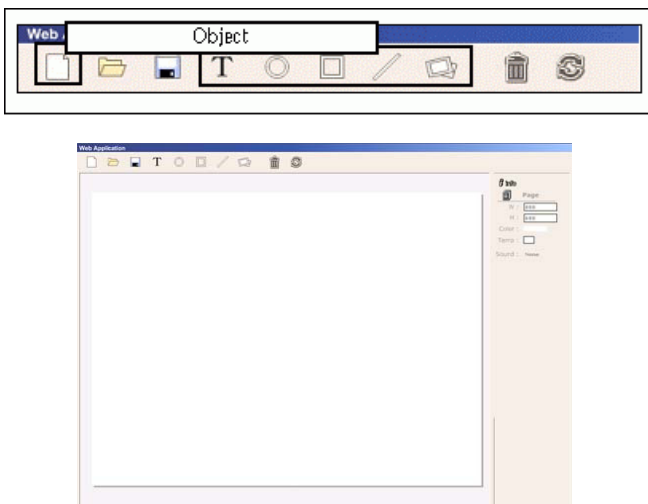 Web
Object
T
Web Application
T
Info
Page
W :
H :
Color :
Temp :
Sound :